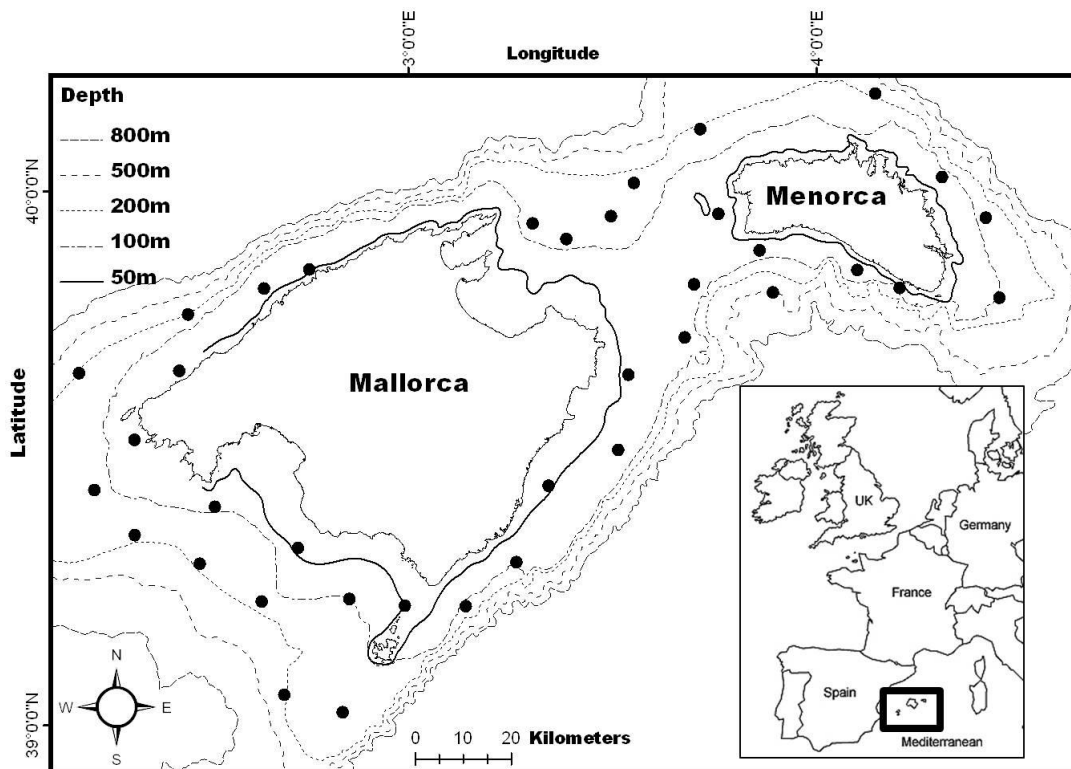 Longitude
3°0'0"E
4°0'0"E
Depth
800m
500m
200m
100m
50m
40°0'0"N
Latitude
39°0'0"N
Menorca
Mallorca
N
W
E
S
0
10
20
Kilometers
UK
Germany
France
Spain
Mediterranean